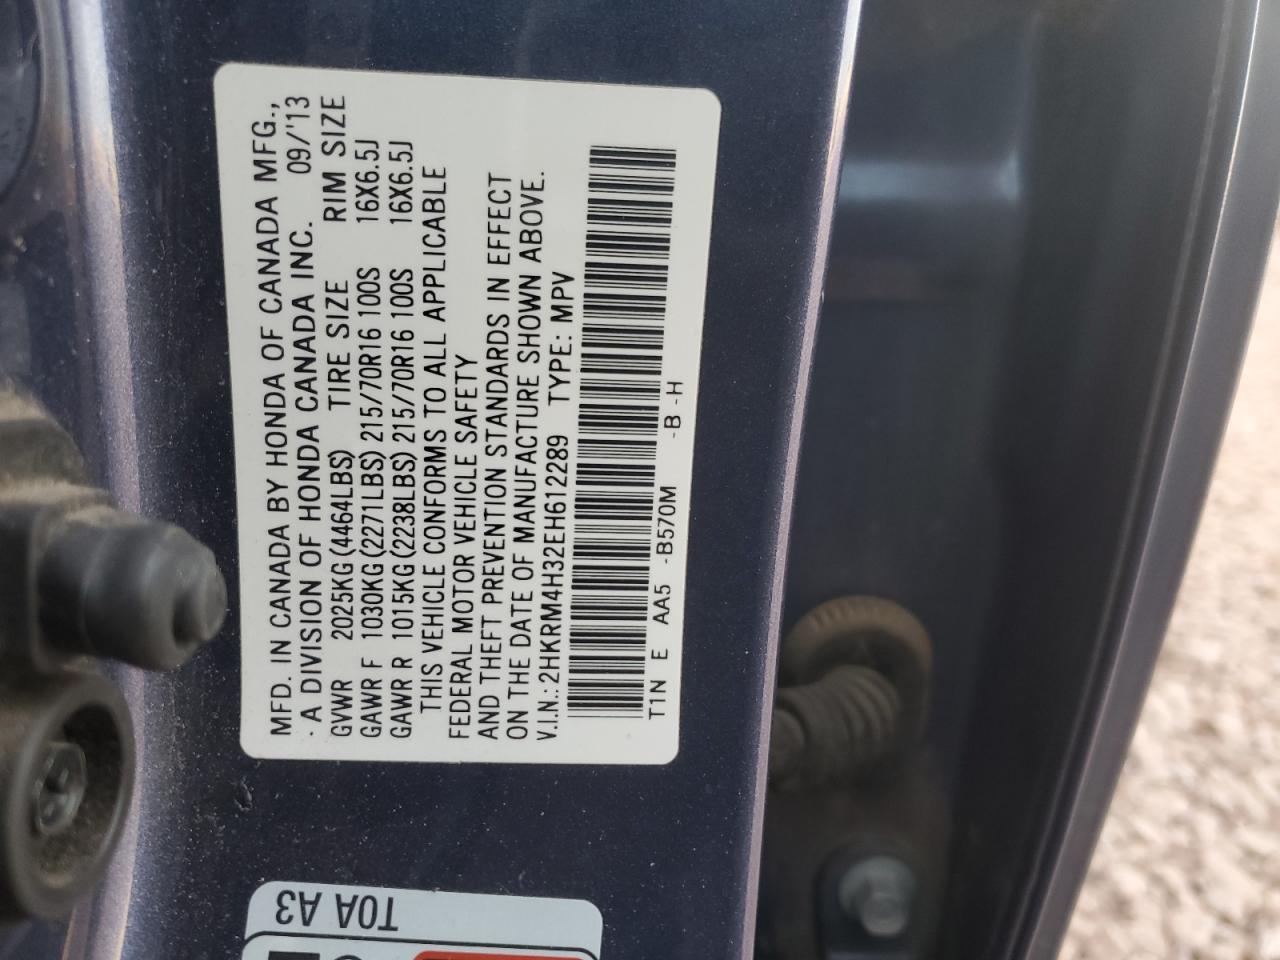 MFD. IN CANADA BY HONDA OF CANADA MFG.,
A DIVISION OF HONDA CANADA INC. 09/'13
GVWR 2025KG(4464LBS) TIRE SIZE RIM SIZE
GAWR F 1030KG(2271LBS) 215/70R16 100S 16X6.5J
GAWR R 1015KG(2238LBS) 215/70R16 100S 16X6.5J
THIS VEHICLE CONFORMS TO ALL APPLICABLE
FEDERAL MOTOR VEHICLE SAFETY
AND THEFT PREVENTION STANDARDS IN EFFECT
ON THE DATE OF MANUFACTURE SHOWN ABOVE.
V.I.N.: 2HKRM4H32EH612289 TYPE: MPV
T1N E AA5 -B570M -B -H
T0A A3